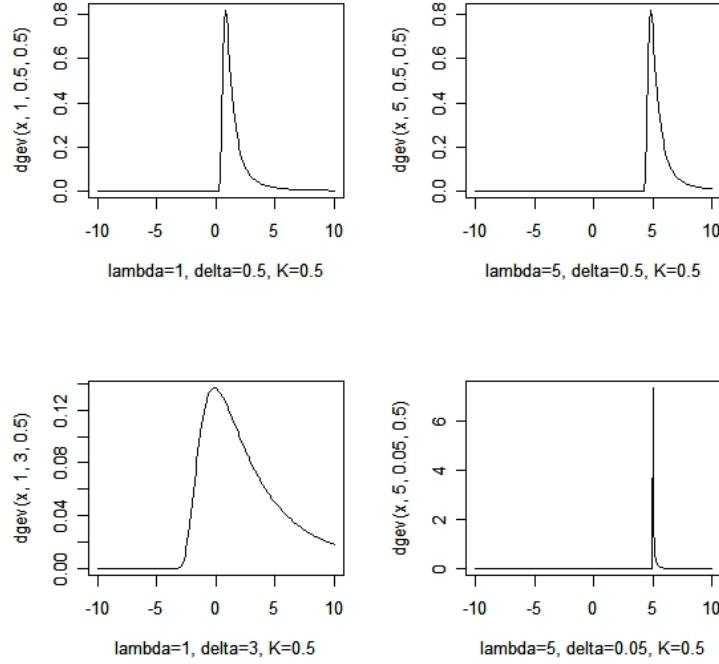 dgev(x, 1, 0.5, 0.5)
0.0 0.2 0.4 0.6 0.8
-10 -5 0 5 10
lambda=1, delta=0.5, K=0.5
dgev(x, 5, 0.5, 0.5)
0.0 0.2 0.4 0.6 0.8
-10 -5 0 5 10
lambda=5, delta=0.5, K=0.5
dgev(x, 1, 3, 0.5)
0.00 0.04 0.08 0.12
-10 -5 0 5 10
lambda=1, delta=3, K=0.5
dgev(x, 5, 0.05, 0.5)
0 2 4 6
-10 -5 0 5 10
lambda=5, delta=0.05, K=0.5